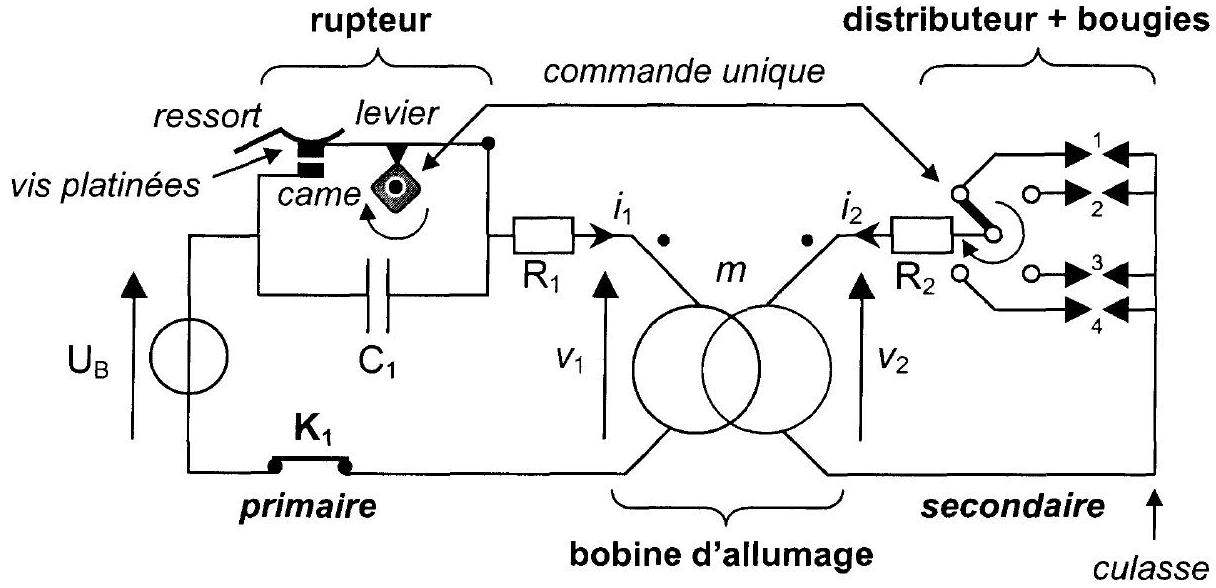 rupteur
distributeur + bougies
commande unique
ressort
levier
vis platinées
came
1
2
3
4
i1
i2
R1
m
R2
UB
C1
v1
v2
K1
primaire
secondaire
bobine d'allumage
culasse